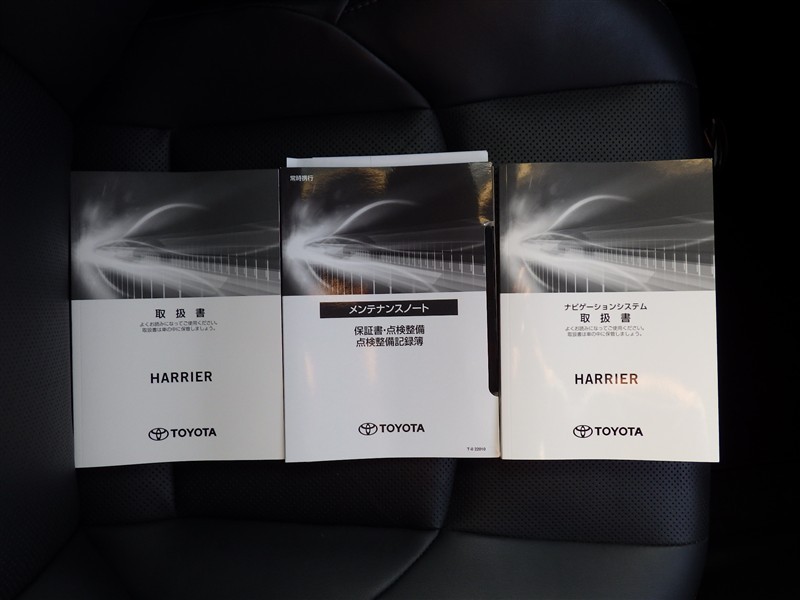 取扱書
よくお読みになってご使用ください。
取扱書は車の中に保管しましょう。
HARRIER
TOYOTA
常時携行
メンテナンスノート
保証書・点検整備
点検整備記録簿
TOYOTA
ナビゲーションシステム
取扱書
よくお読みになってご使用ください。
取扱書は車の中に保管しましょう。
HARRIER
TOYOTA